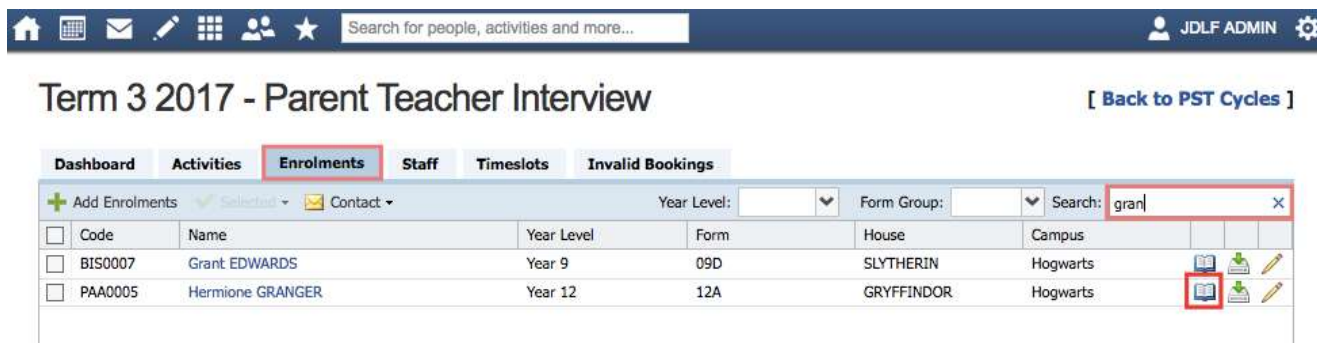 Search for people, activities and more... JDLF ADMIN
Term 3 2017 - Parent Teacher Interview [ Back to PST Cycles ]
Dashboard Activities Enrolments Staff Timeslots Invalid Bookings
Add Enrolments Selected Contact Year Level: Form Group: Search: gran
Code Name Year Level Form House Campus
BIS0007 Grant EDWARDS Year 9 09D SLYTHERIN Hogwarts
PAA0005 Hermione GRANGER Year 12 12A GRYFFINDOR Hogwarts